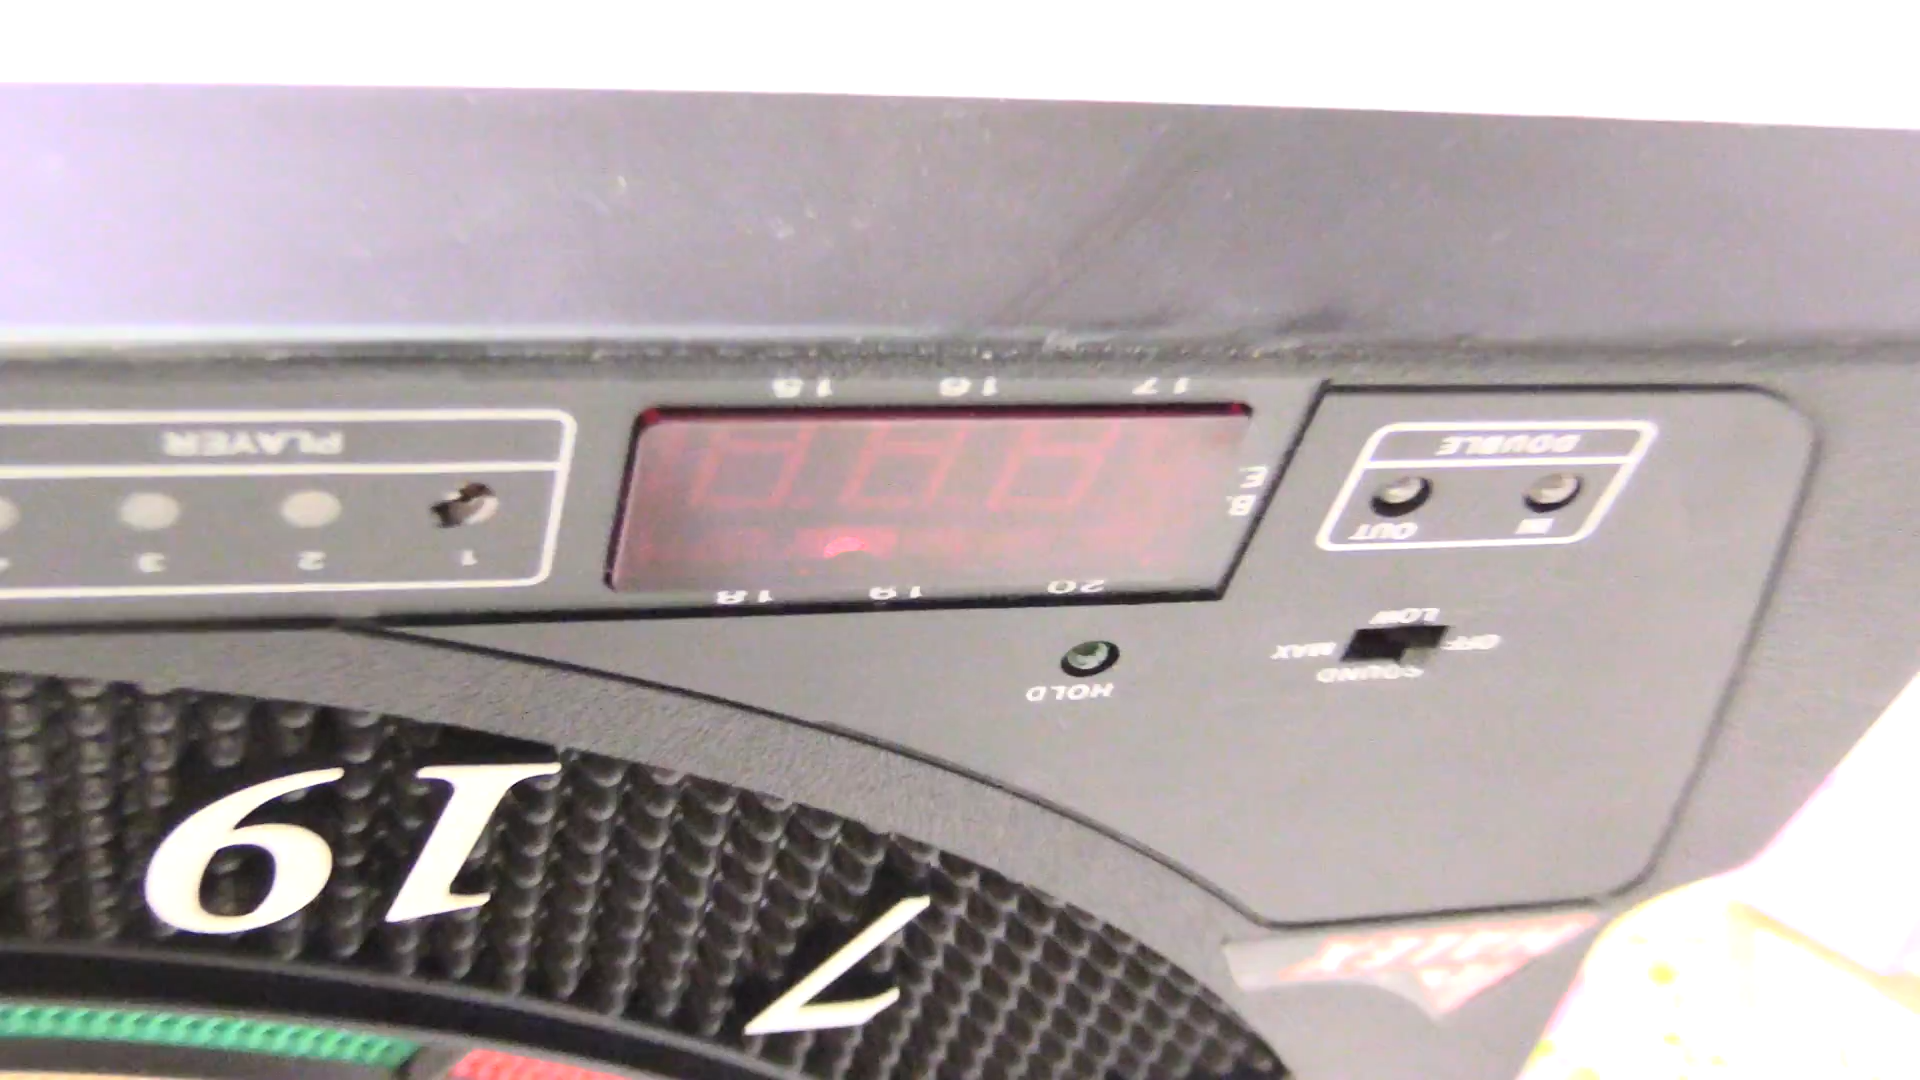 7
19
HOLD
SOUND
OFF
MAX
LOW
IN
OUT
DOUBLE
20 19 18
B.
17 16 15
1 2 3
PLAYER